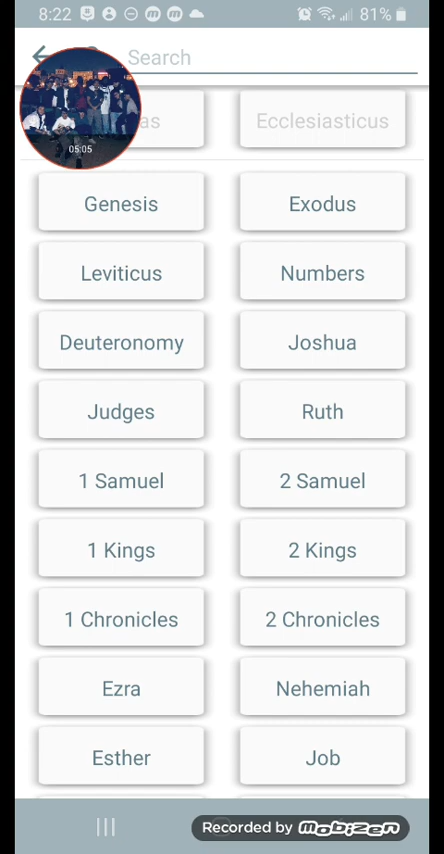 8:22 81%
Search
as Ecclesiasticus
05:05
Genesis Exodus
Leviticus Numbers
Deuteronomy Joshua
Judges Ruth
1 Samuel 2 Samuel
1 Kings 2 Kings
1 Chronicles 2 Chronicles
Ezra Nehemiah
Esther Job
Recorded by Mobizen